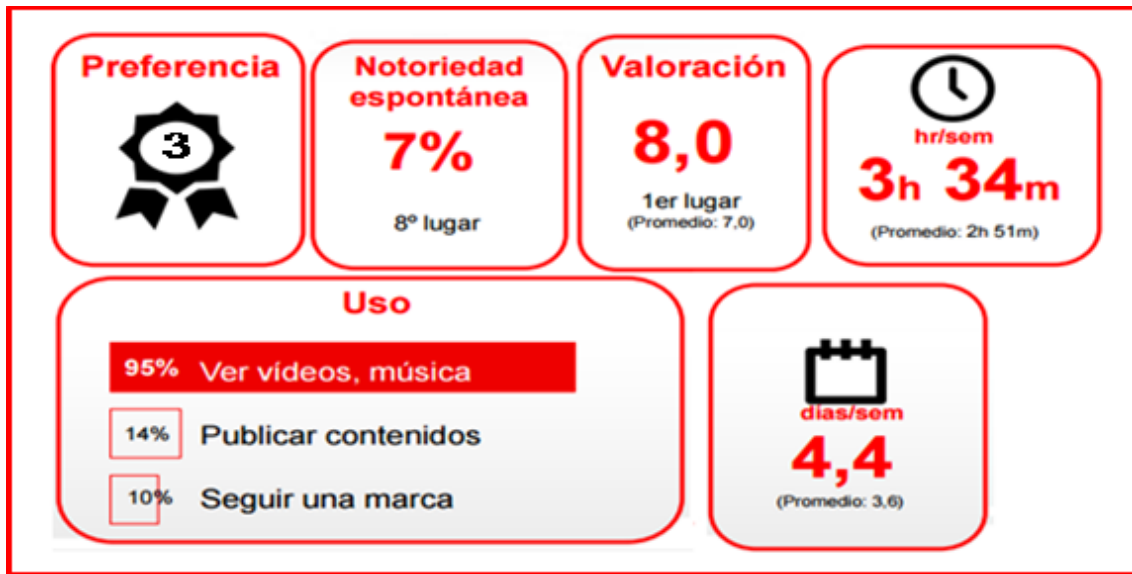 Preferencia
3
Notoriedad
espontánea
7%
8º lugar
Valoración
8,0
1er lugar
(Promedio: 7,0)
hr/sem
3h 34m
(Promedio: 2h 51m)
Uso
95% Ver vídeos, música
14% Publicar contenidos
10% Seguir una marca
dias/sem
4,4
(Promedio: 3,6)